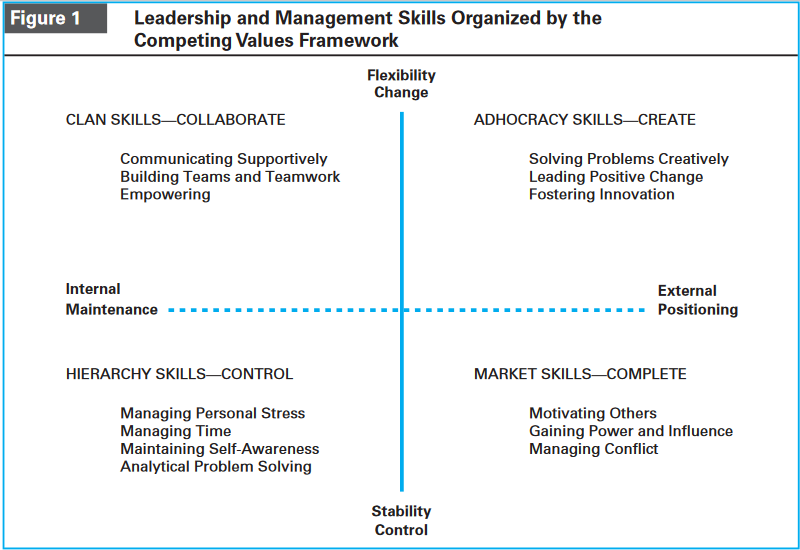 Figure 1
Leadership and Management Skills Organized by the
Competing Values Framework
Flexibility
Change
CLAN SKILLS—COLLABORATE
Communicating Supportively
Building Teams and Teamwork
Empowering
ADHOCRACY SKILLS—CREATE
Solving Problems Creatively
Leading Positive Change
Fostering Innovation
Internal
Maintenance
External
Positioning
HIERARCHY SKILLS—CONTROL
Managing Personal Stress
Managing Time
Maintaining Self-Awareness
Analytical Problem Solving
MARKET SKILLS—COMPLETE
Motivating Others
Gaining Power and Influence
Managing Conflict
Stability
Control